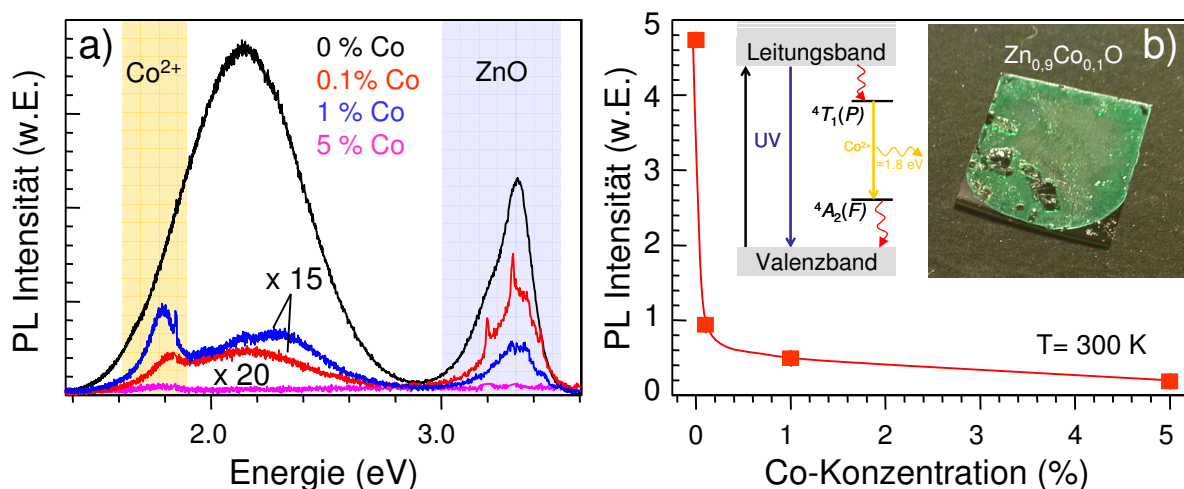 a)
Co²⁺
0 % Co
0.1% Co
1 % Co
5 % Co
ZnO
x 15
x 20
PL Intensität (w.E.)
2.0
3.0
Energie (eV)
b)
Zn₀,₉Co₀,₁O
Leitungsband
⁴T₁(P)
UV
Co²⁺
≈1.8 eV
⁴A₂(F)
Valenzband
T= 300 K
PL Intensität (w.E.)
5
4
3
2
1
0
0
1
2
3
4
5
Co-Konzentration (%)